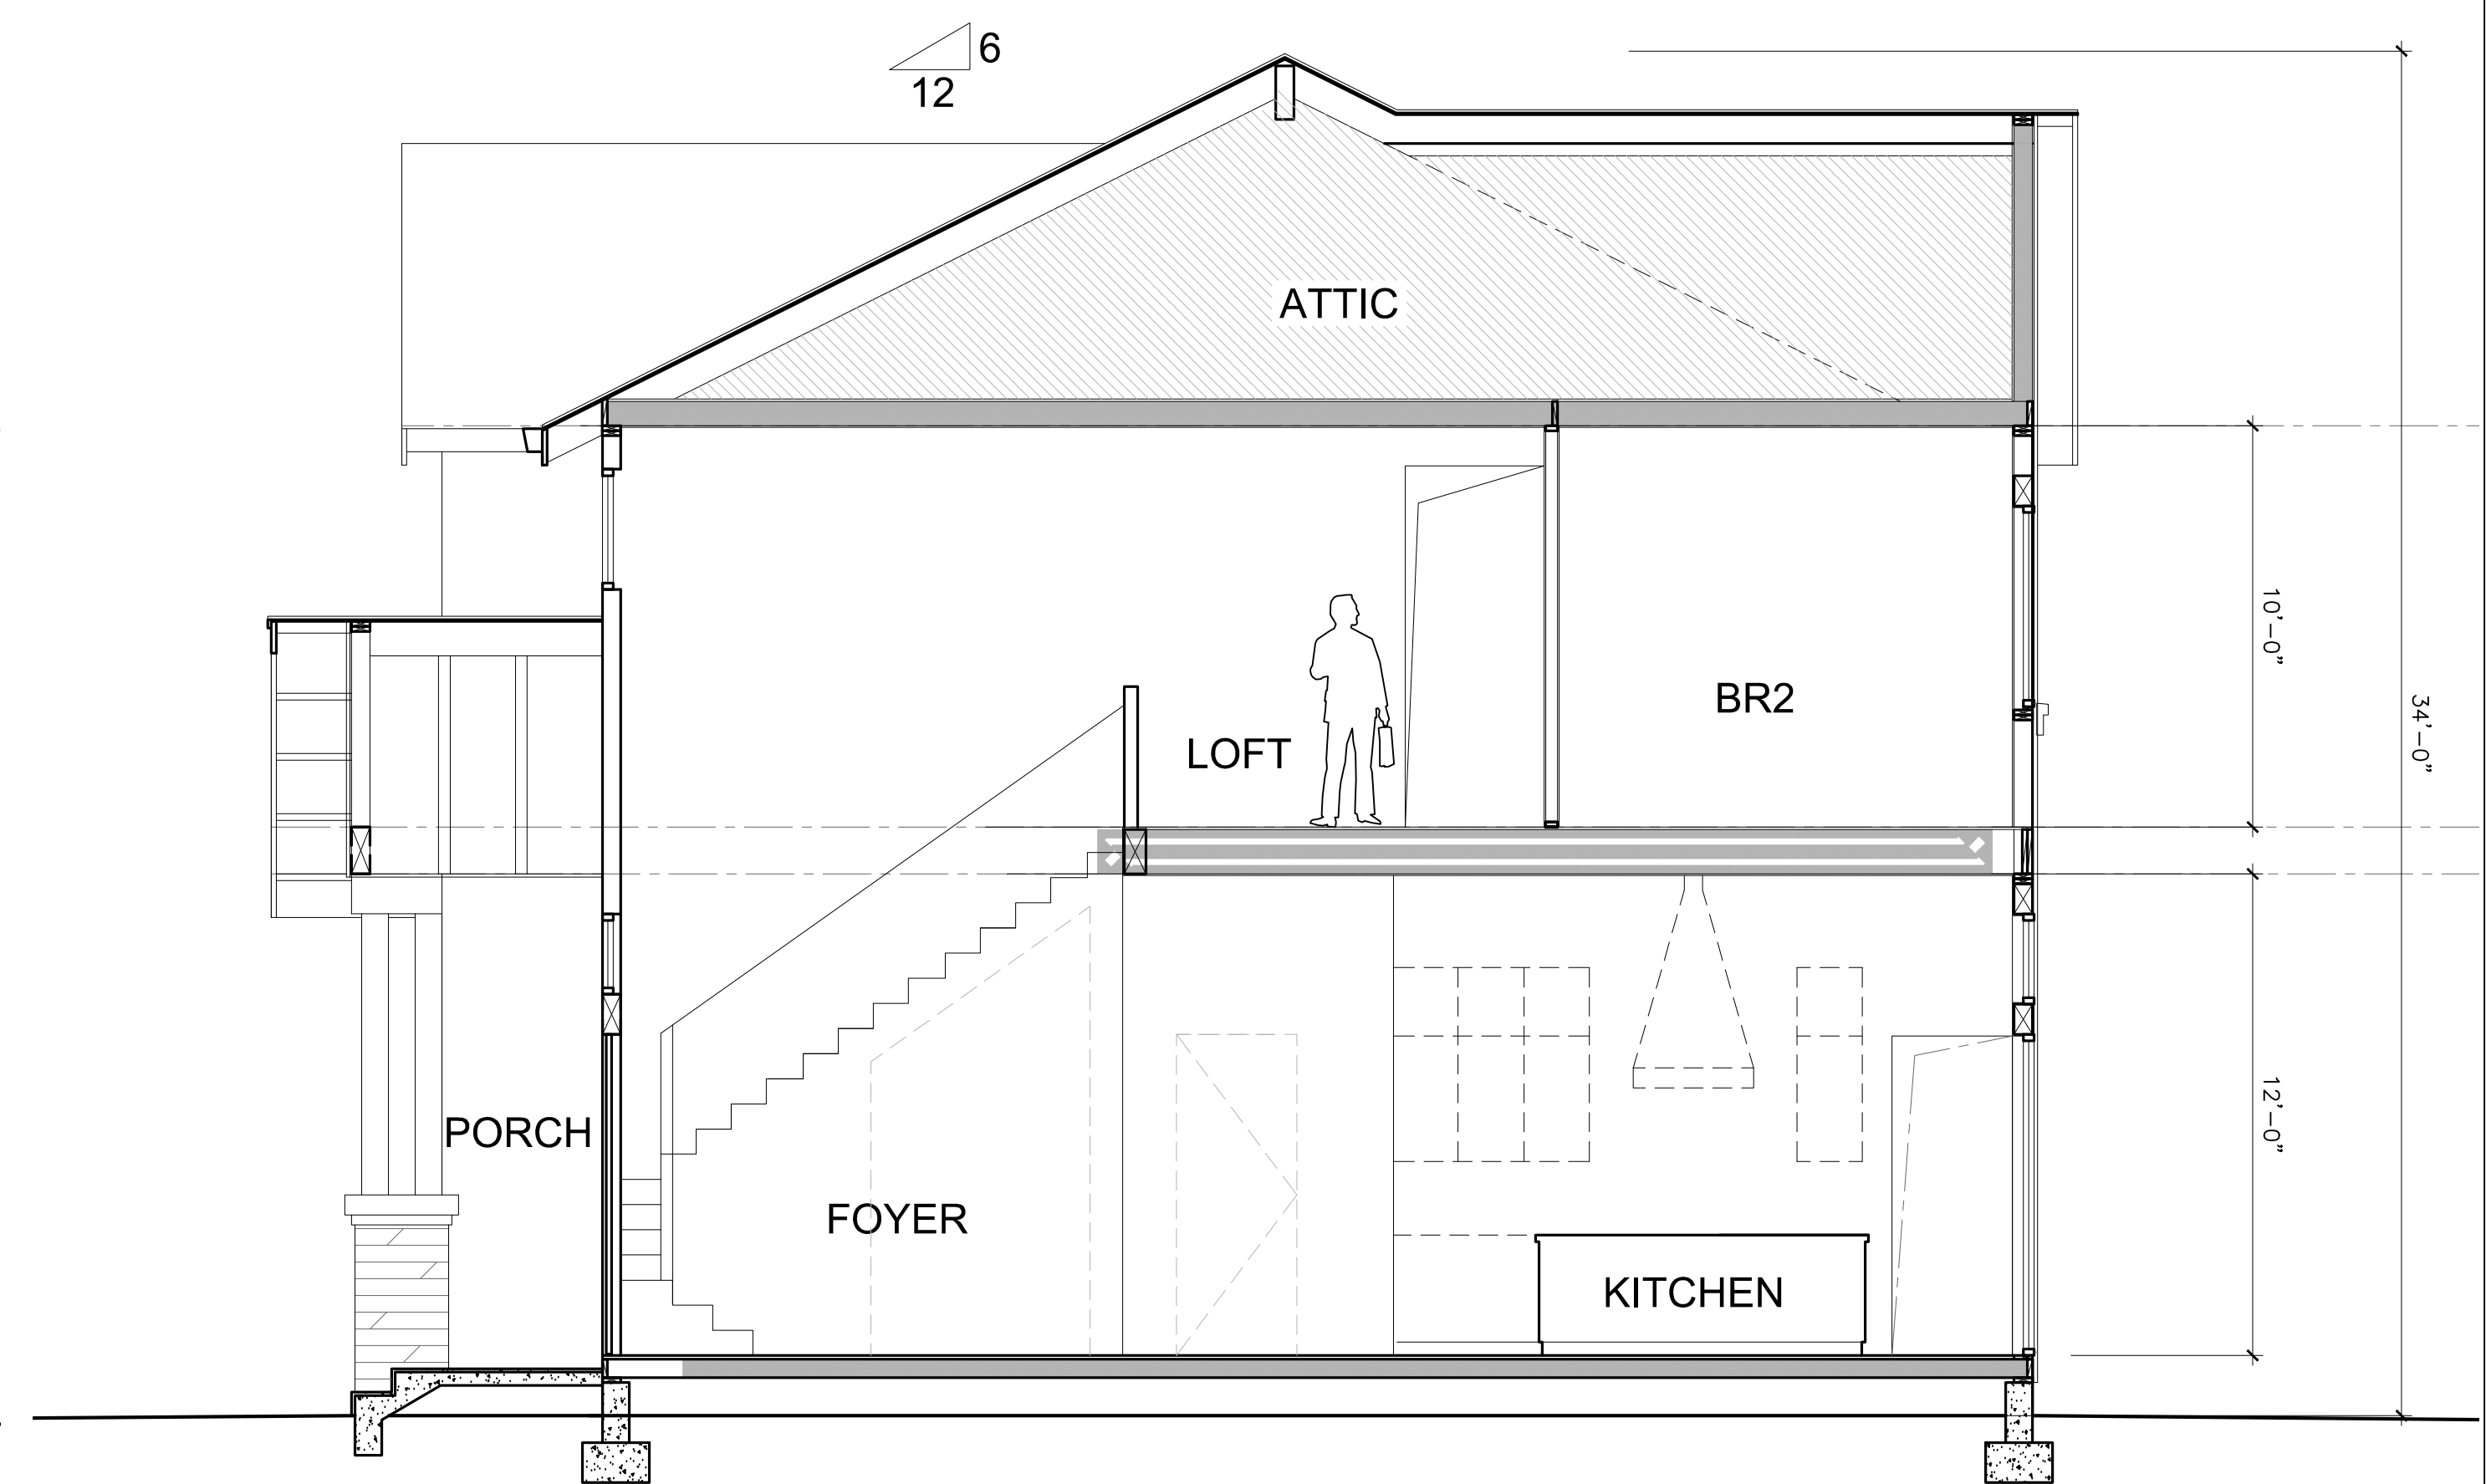 6
12
ATTIC
10'-0"
34'-0"
BR2
LOFT
12'-0"
PORCH
FOYER
KITCHEN